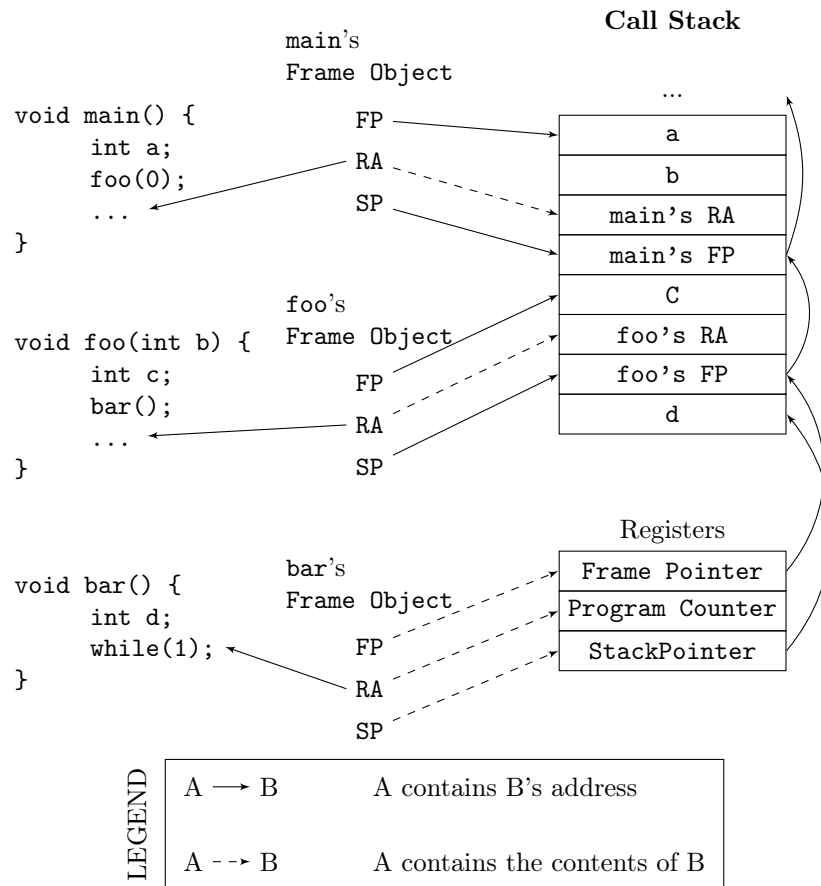 Call Stack
main's
Frame Object
FP
RA
SP
void main() {
int a;
foo(0);
...
}
...
a
b
main's RA
main's FP
C
foo's RA
foo's FP
d
foo's
Frame Object
FP
RA
SP
void foo(int b) {
int c;
bar();
...
}
Registers
Frame Pointer
Program Counter
StackPointer
bar's
Frame Object
FP
RA
SP
void bar() {
int d;
while(1);
}
LEGEND
A B A contains B's address
A B A contains the contents of B